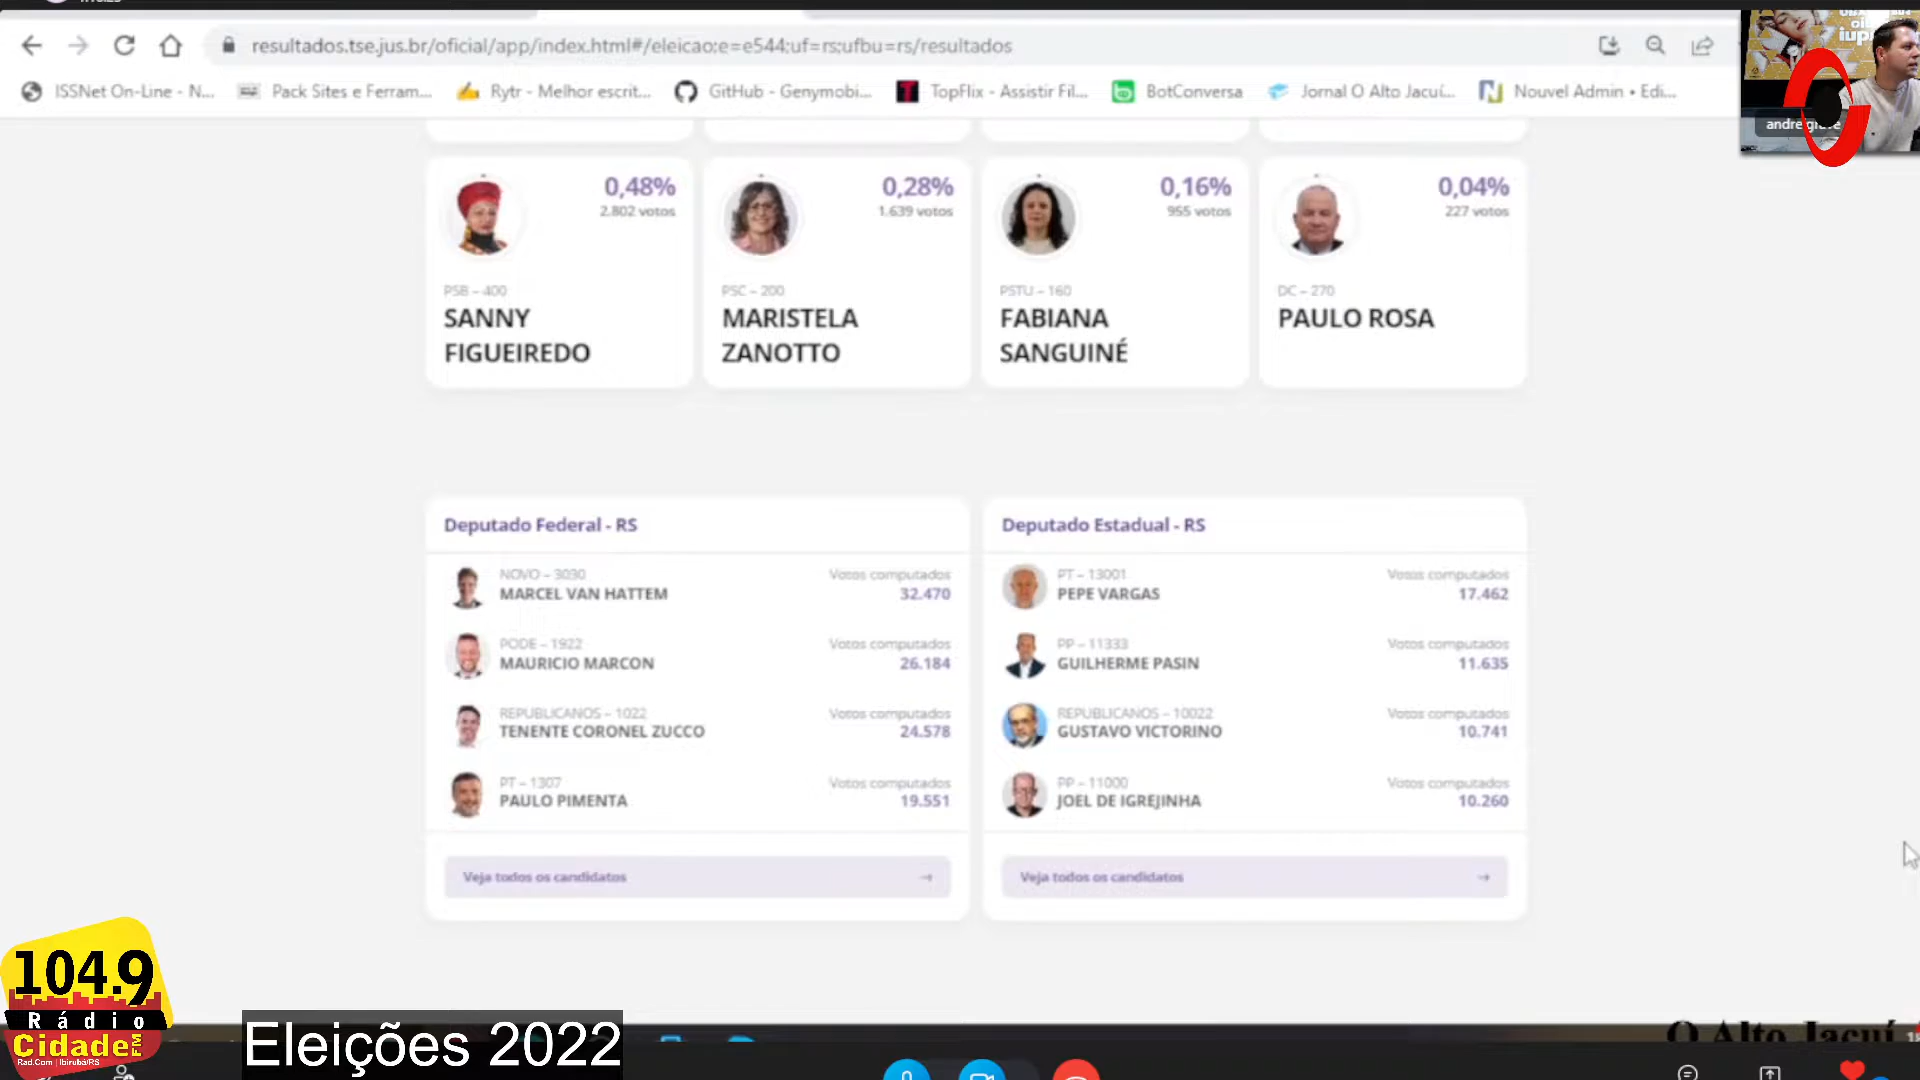 resultados.tse.jus.br/oficial/app/index.html#/eleicao:e=e544:uf=rs:ufbu=rs/resultados
ISSNet On-Line - N... Pack Sites e Ferram... Rytr - Melhor escrit... GitHub - Genymobi... TopFlix - Assistir Fil... BotConversa Jornal O Alto Jacuí... Nouvel Admin • Edi...
0,48% 0,28% 0,16% 0,04%
2.802 votos 1.639 votos 955 votos 227 votos
PSB – 400 PSC – 200 PSTU – 160 DC – 270
SANNY MARISTELA FABIANA PAULO ROSA
FIGUEIREDO ZANOTTO SANGUINÉ
Deputado Federal - RS Deputado Estadual - RS
NOVO – 3030 Votos computados PT – 13001 Votos computados
MARCEL VAN HATTEM 32.470 PEPE VARGAS 17.462
PODE – 1922 Votos computados PP – 11333 Votos computados
MAURICIO MARCON 26.184 GUILHERME PASIN 11.635
REPUBLICANOS – 1022 Votos computados REPUBLICANOS – 10022 Votos computados
TENENTE CORONEL ZUCCO 24.578 GUSTAVO VICTORINO 10.741
PT – 1307 Votos computados PP – 11000 Votos computados
PAULO PIMENTA 19.551 JOEL DE IGREJINHA 10.260
Veja todos os candidatos → Veja todos os candidatos →
104.9
Rádio
Cidade FM
Rad.Com | Ibirubá/RS
Eleições 2022
O Alto Jacuí